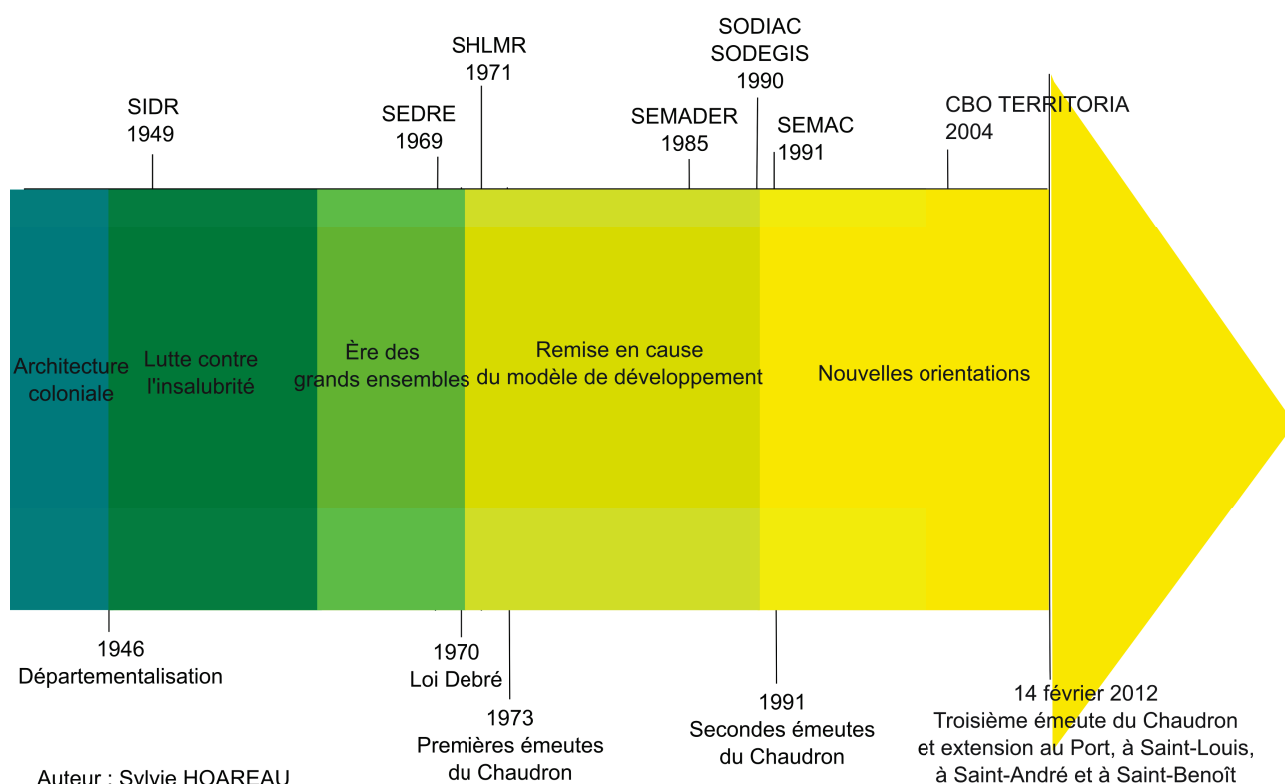 SIDR
1949
SEDRE
1969
SHLMR
1971
SEMADER
1985
SODIAC
SODEGIS
1990
SEMAC
1991
CBO TERRITORIA
2004
Architecture
coloniale
Lutte contre
l'insalubrité
Ère des
grands ensembles
Remise en cause
du modèle de développement
Nouvelles orientations
1946
Départementalisation
1970
Loi Debré
1973
Premières émeutes
du Chaudron
1991
Secondes émeutes
du Chaudron
14 février 2012
Troisième émeute du Chaudron
et extension au Port, à Saint-Louis,
à Saint-André et à Saint-Benoît
Auteur : Sylvie HOAREAU